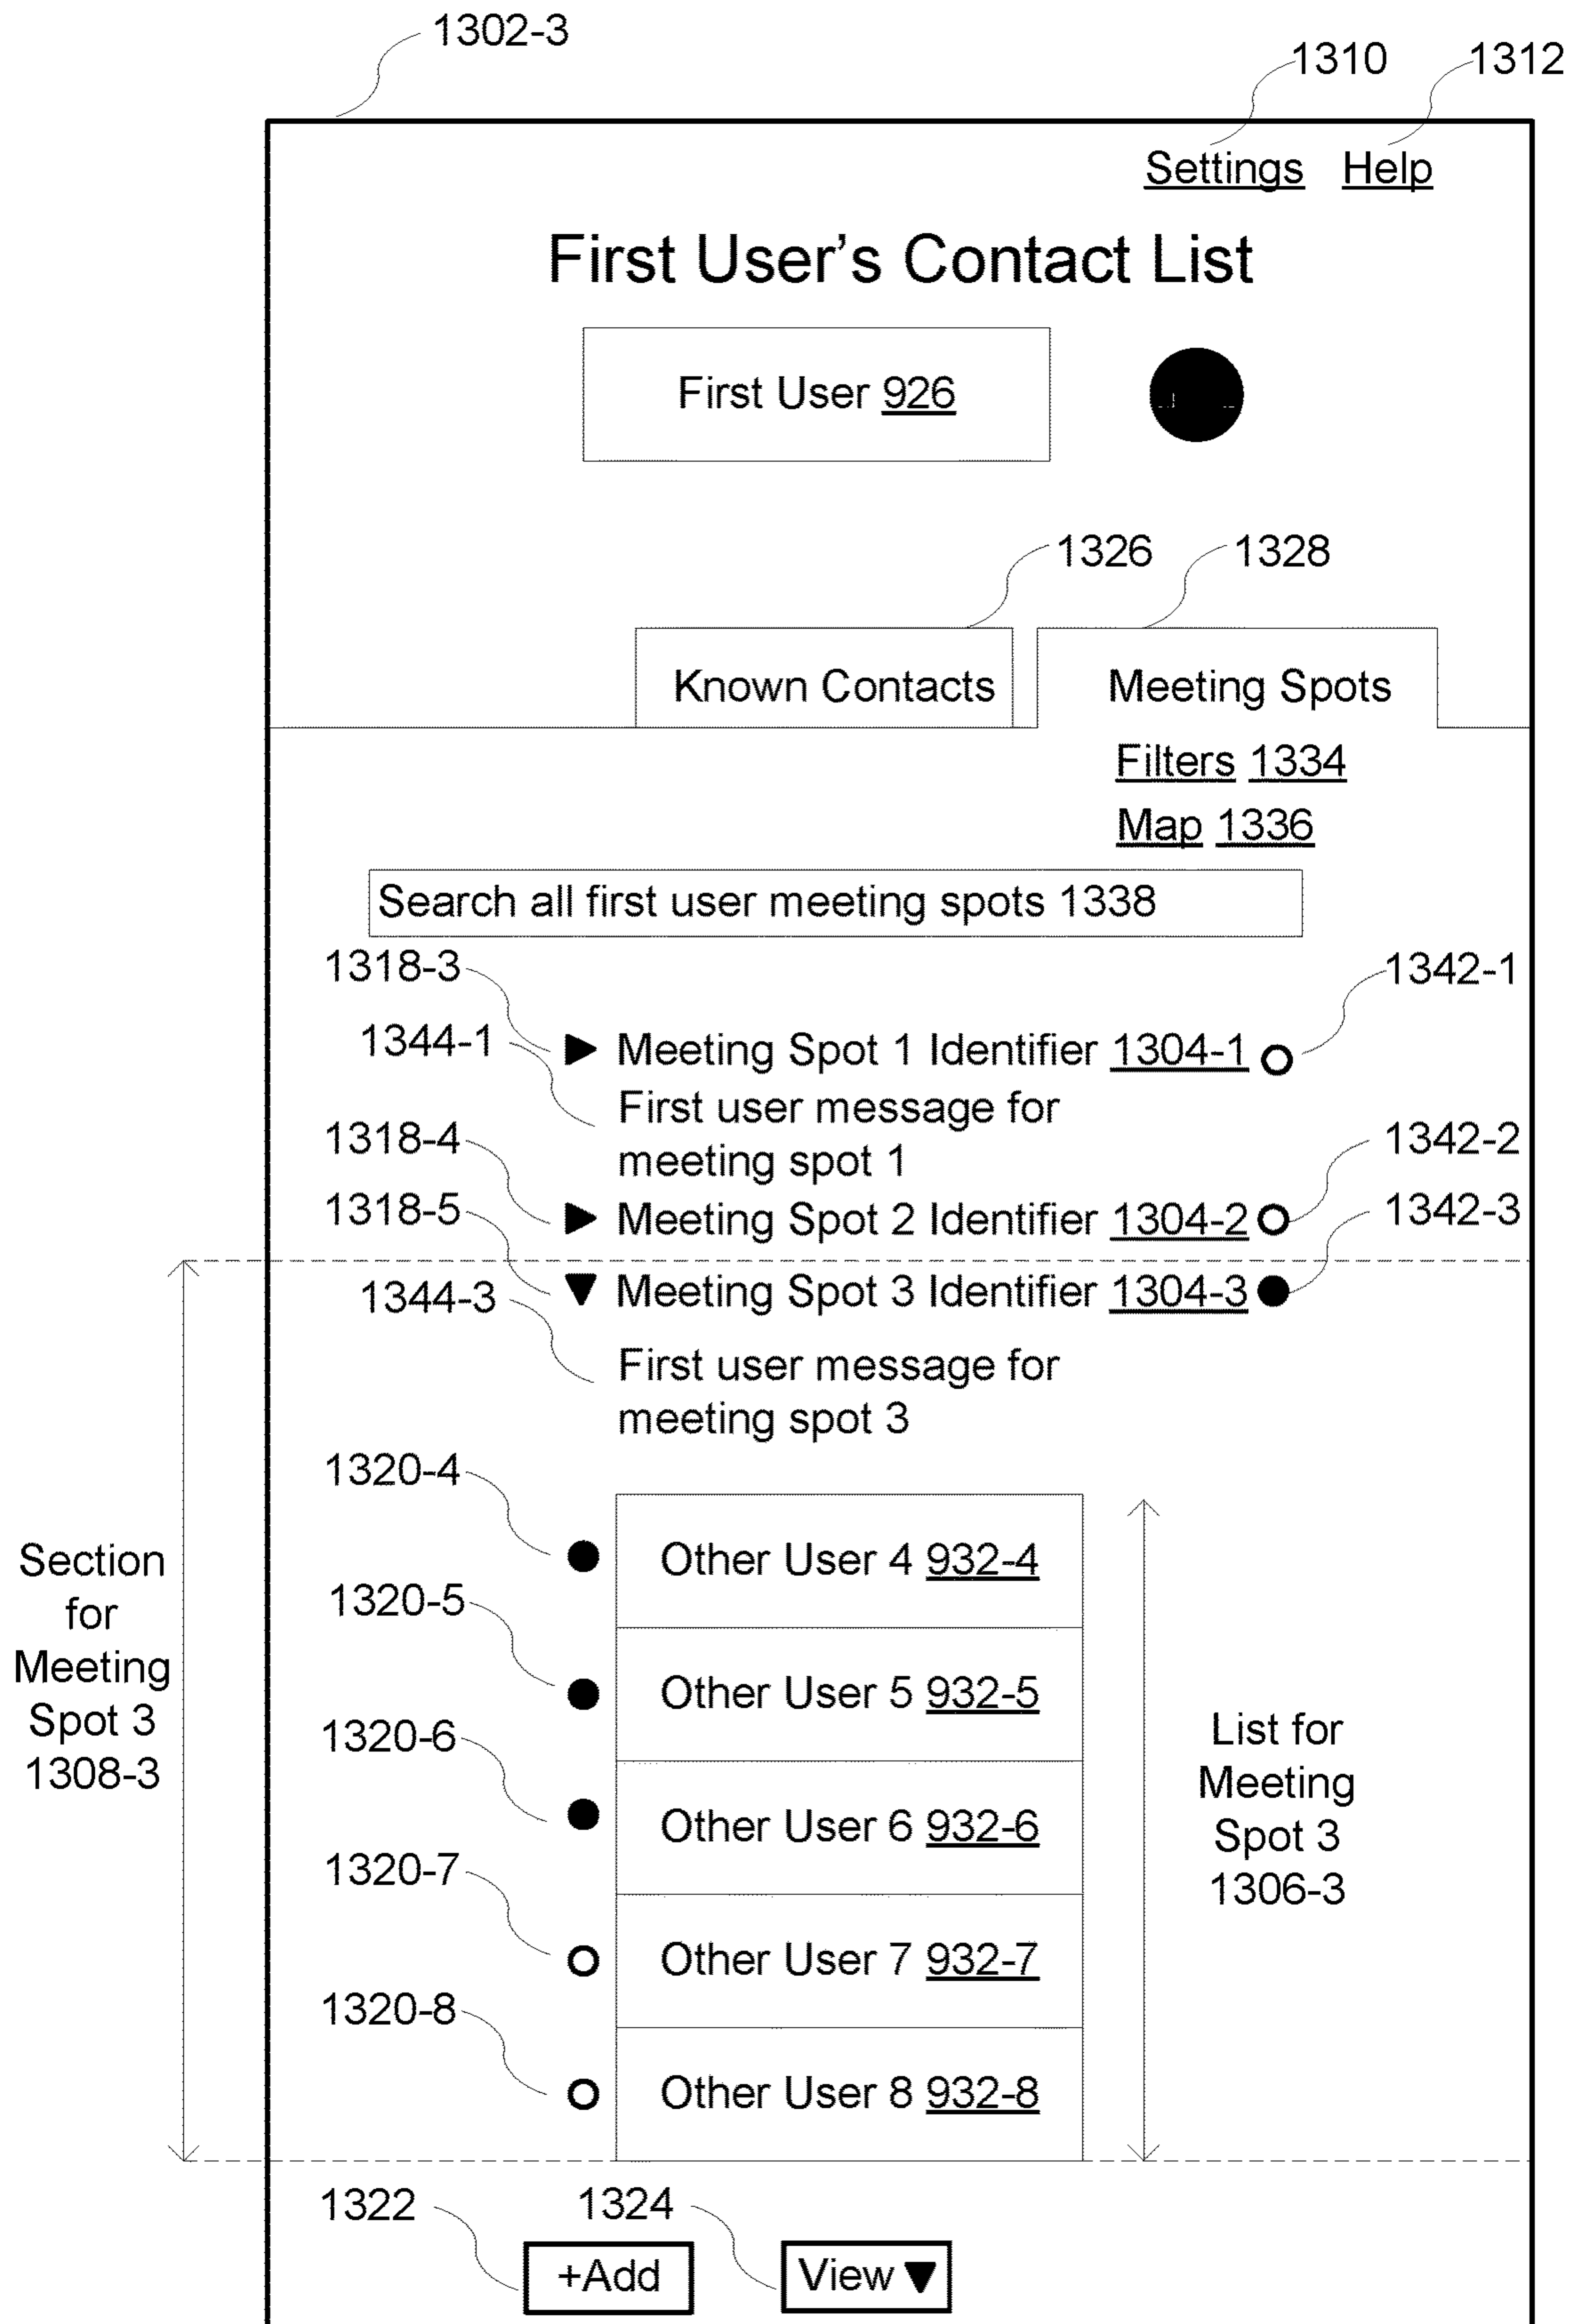 1302-3
1310 1312
Settings Help
First User's Contact List
First User 926
1326 1328
Known Contacts Meeting Spots
Filters 1334
Map 1336
Search all first user meeting spots 1338
1318-3 1342-1
1344-1
Meeting Spot 1 Identifier 1304-1
First user message for
meeting spot 1
1318-4 1342-2
1318-5 1342-3
Meeting Spot 2 Identifier 1304-2
1344-3
Meeting Spot 3 Identifier 1304-3
First user message for
meeting spot 3
1320-4
Other User 4 932-4
1320-5
Other User 5 932-5
1320-6
Other User 6 932-6
1320-7
Other User 7 932-7
1320-8
Other User 8 932-8
Section
for
Meeting
Spot 3
1308-3
List for
Meeting
Spot 3
1306-3
1322 1324
+Add View